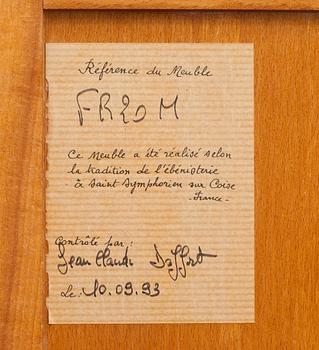 Référence du Meuble
FR20 M
Ce Meuble a été réalisé selon
la tradition de l'ébénisterie
à Saint Symphorien sur Coise
- France -
Contrôlé par :
Jean Claude
Le : 10.09.93